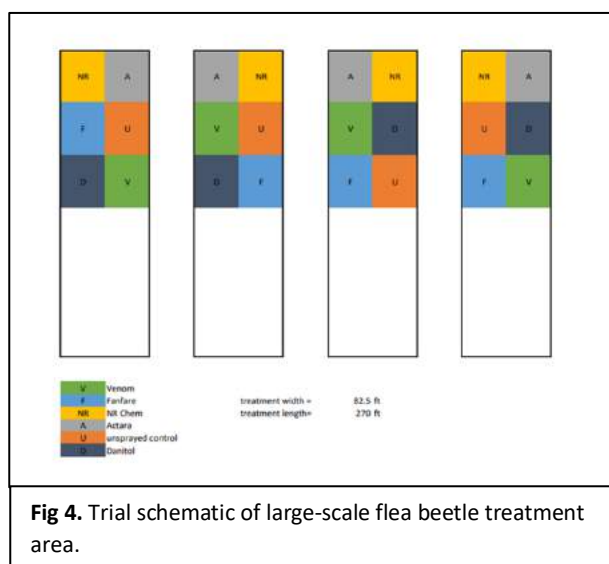 NR A A NR A NR NR A
F U V U V D U D
D V D F F U F V
V Venom
F Fanfare treatment width = 82.5 ft
NR NR Chem treatment length= 270 ft
A Actara
U unsprayed control
D Danitol
Fig 4. Trial schematic of large-scale flea beetle treatment
area.